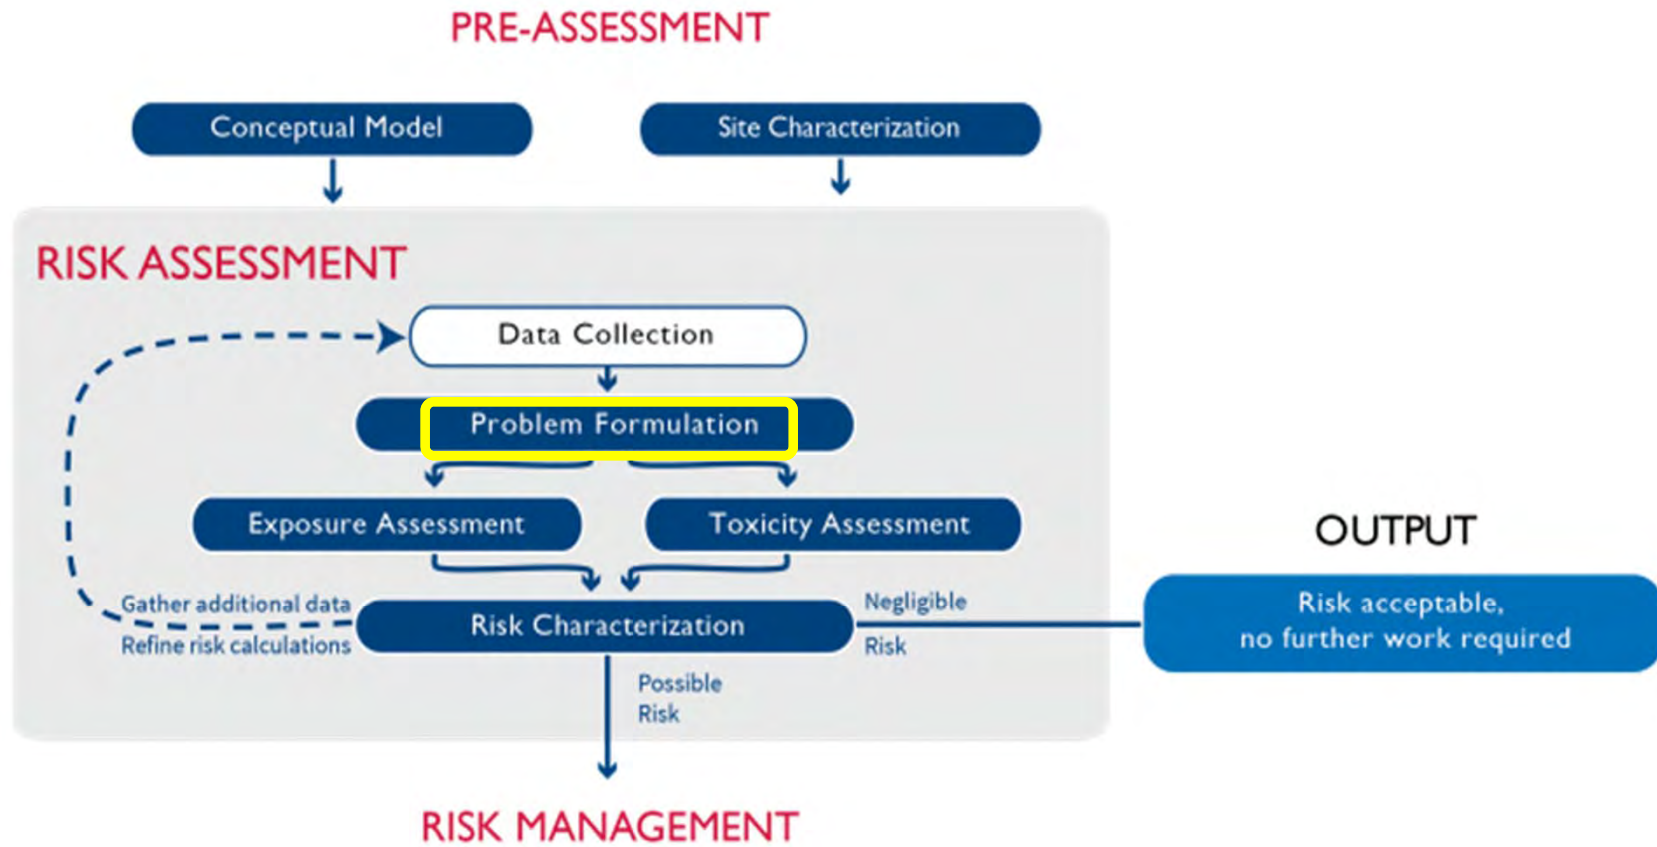 PRE-ASSESSMENT
Conceptual Model
Site Characterization
RISK ASSESSMENT
Data Collection
Problem Formulation
Exposure Assessment
Toxicity Assessment
OUTPUT
Gather additional data
Refine risk calculations
Risk Characterization
Negligible
Risk
Risk acceptable,
no further work required
Possible
Risk
RISK MANAGEMENT